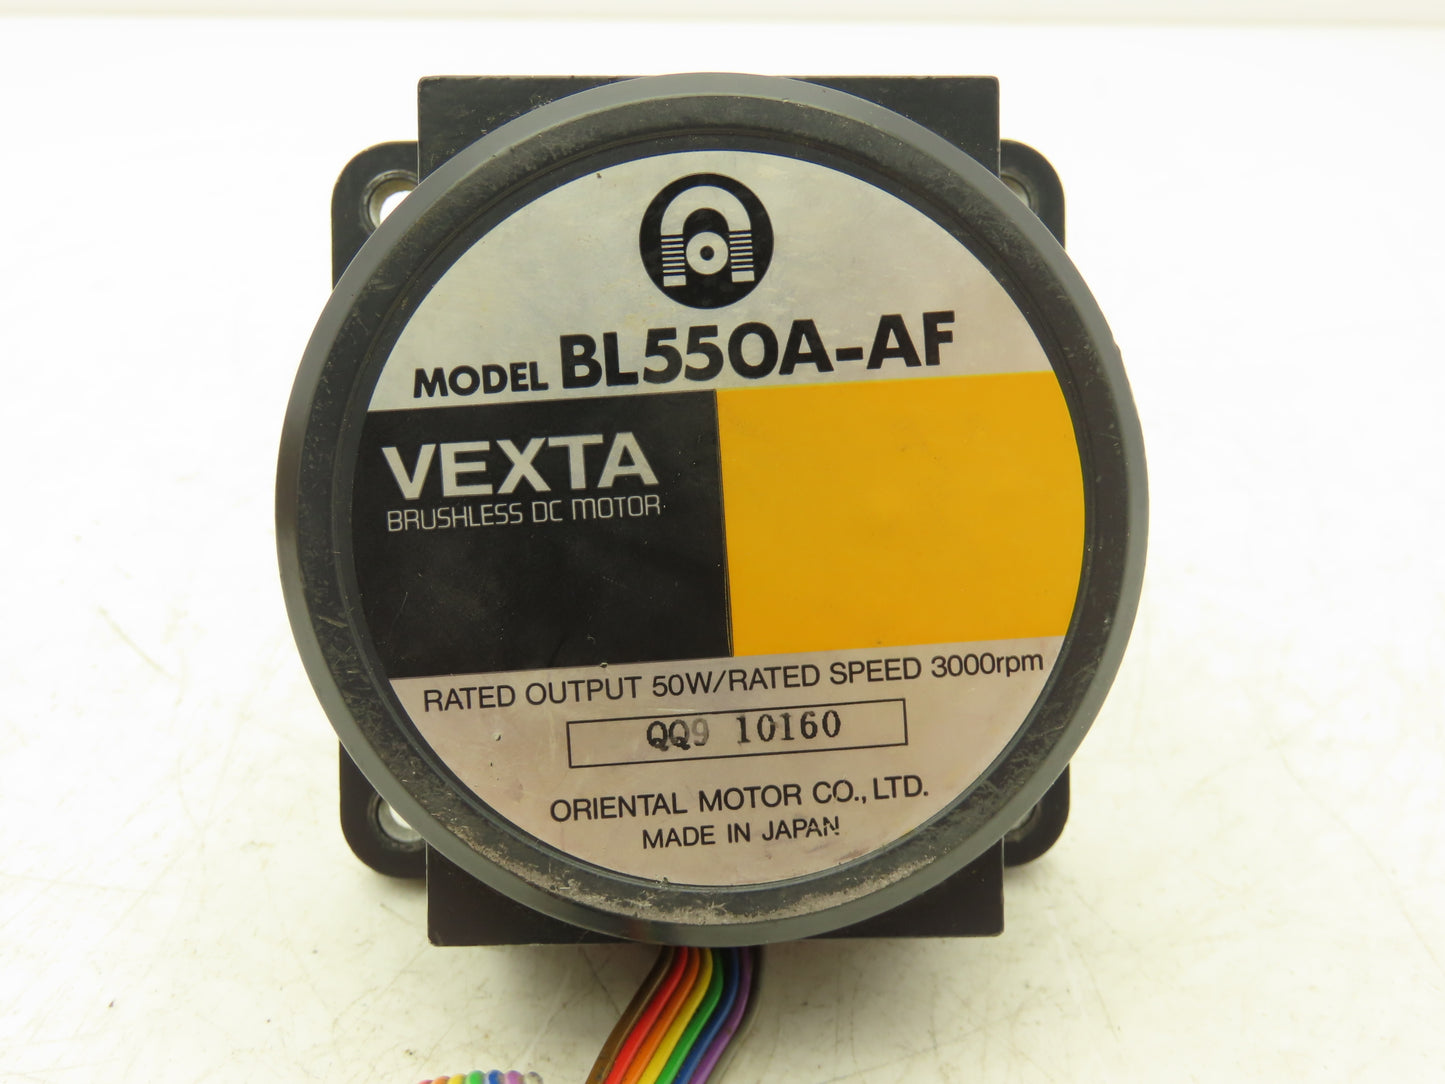 MODEL BL550A-AF
VEXTA
BRUSHLESS DC MOTOR
RATED OUTPUT 50W/RATED SPEED 3000rpm
QQ9 10160
ORIENTAL MOTOR CO., LTD.
MADE IN JAPAN